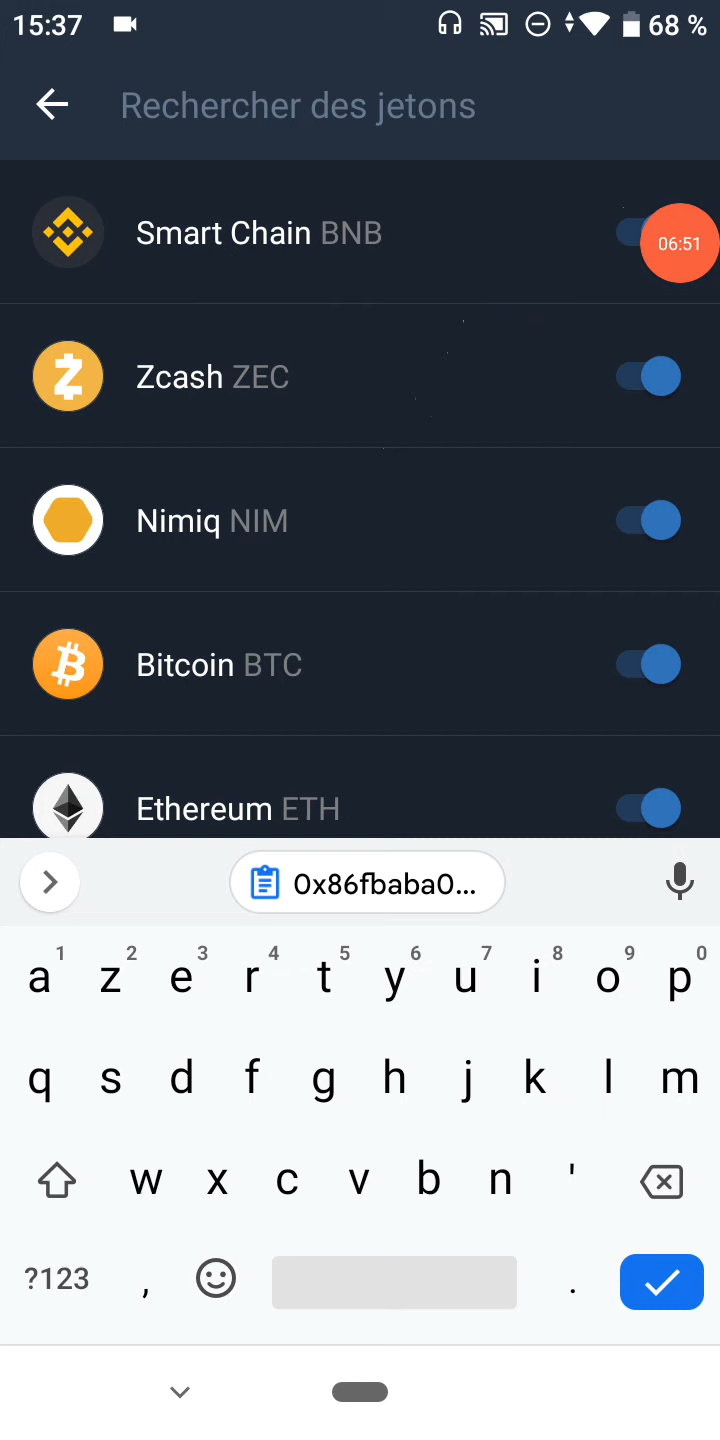 15:37 68 %
Rechercher des jetons
Smart Chain BNB
06:51
Zcash ZEC
Nimiq NIM
Bitcoin BTC
Ethereum ETH
0x86fbaba0...
1 2 3 4 5 6 7 8 9 0
a z e r t y u i o p
q s d f g h j k l m
w x c v b n '
?123 , .